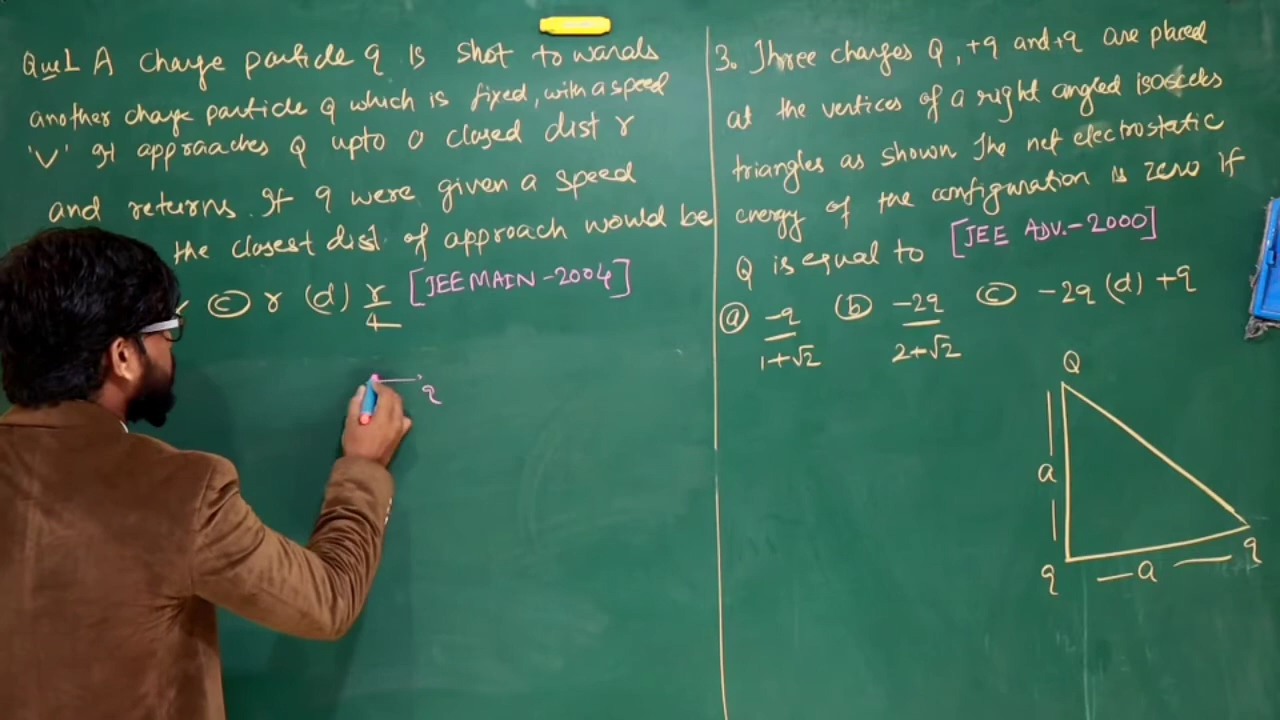 Que1 A charge particle q is shot towards
another charge particle Q which is fixed, with a speed
'V' It approaches Q upto a closed dist r
and returns. If q were given a speed
the closest dist. of approach would be
ⓒ r (d) r/4 [JEE MAIN - 2004]
q
3. Three charges Q, +q and +q are placed
at the vertices of a right angled isosceles
triangles as shown The net electrostatic
energy of the configuration is zero if
Q is equal to [JEE ADV. - 2000]
ⓐ -q/1+√2 ⓑ -2q/2+√2 ⓒ -2q (d) +q
Q
a
q a q